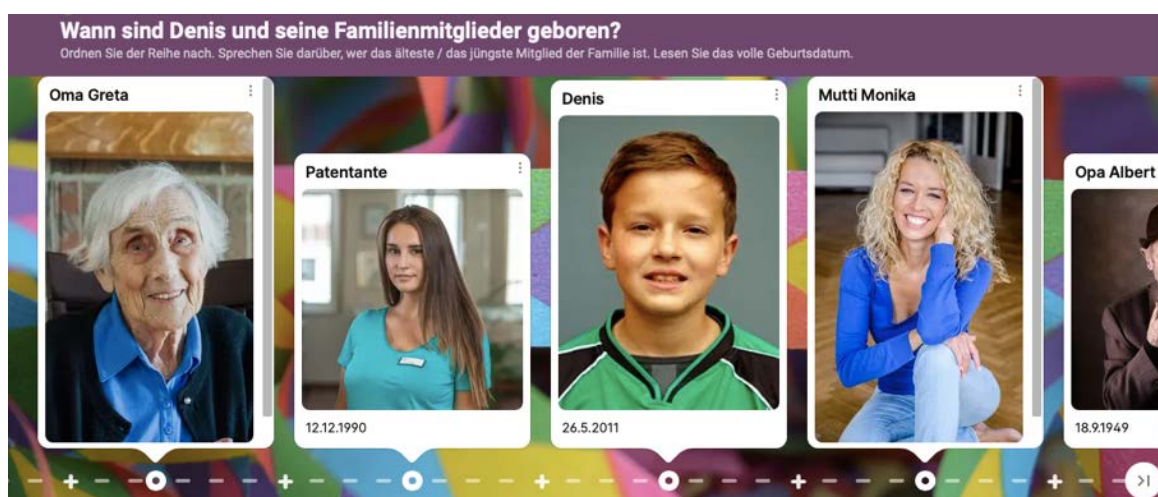 Wann sind Denis und seine Familienmitglieder geboren?
Ordnen Sie der Reihe nach. Sprechen Sie darüber, wer das älteste / das jüngste Mitglied der Familie ist. Lesen Sie das volle Geburtsdatum.
Oma Greta
Patentante
12.12.1990
Denis
26.5.2011
Mutti Monika
Opa Albert
18.9.1949